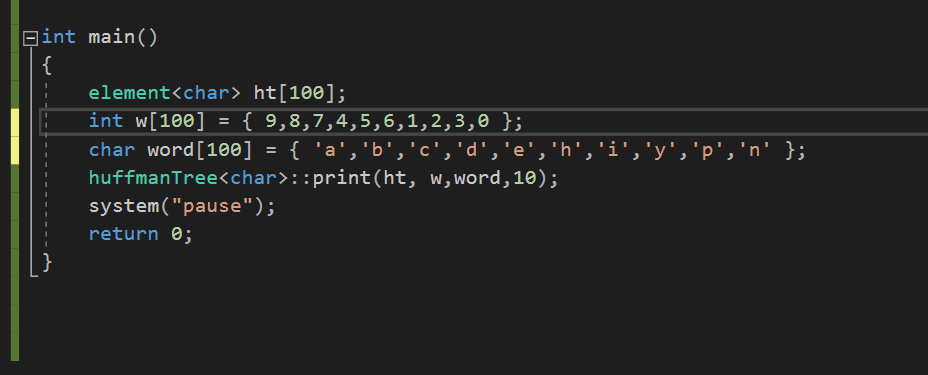 int main()
{
element<char> ht[100];
int w[100] = { 9,8,7,4,5,6,1,2,3,0 };
char word[100] = { 'a','b','c','d','e','h','i','y','p','n' };
huffmanTree<char>::print(ht, w,word,10);
system("pause");
return 0;
}